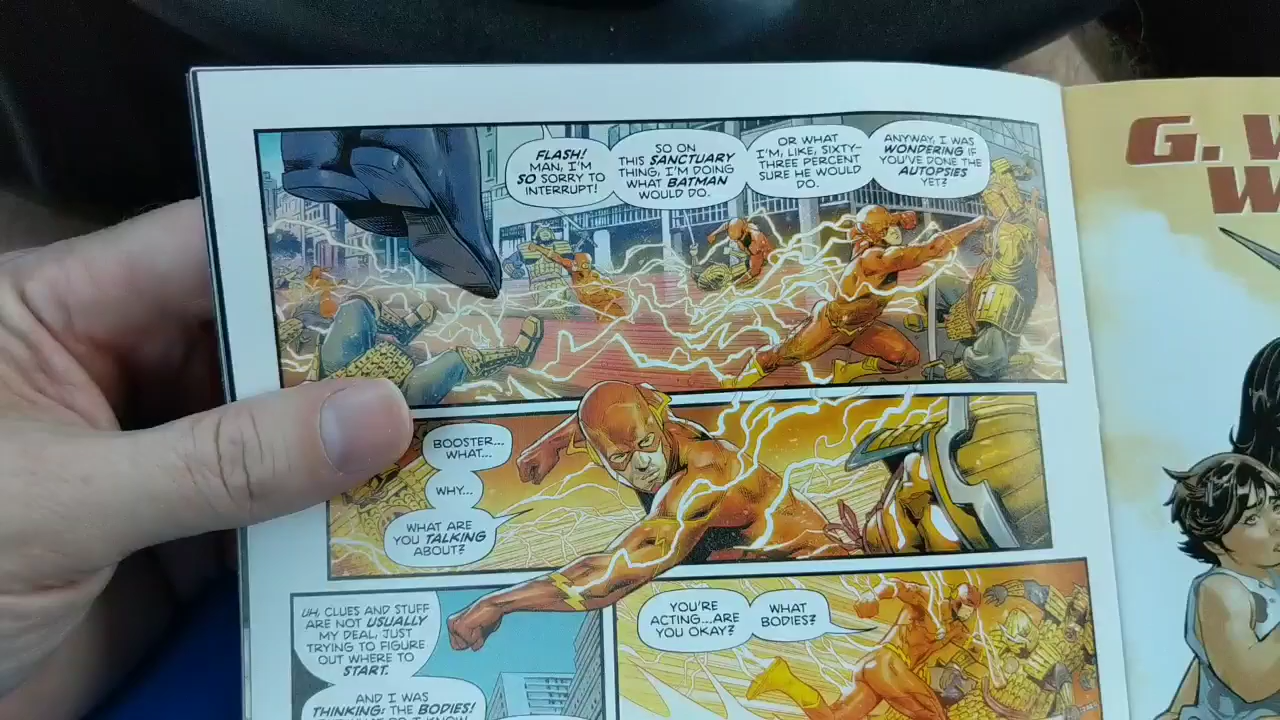 FLASH!
MAN, I'M
SO SORRY TO
INTERRUPT!
SO ON
THIS SANCTUARY
THING, I'M DOING
WHAT BATMAN
WOULD DO.
OR WHAT
I'M, LIKE, SIXTY-
THREE PERCENT
SURE HE WOULD
DO.
ANYWAY, I WAS
WONDERING IF
YOU'VE DONE THE
AUTOPSIES
YET?
BOOSTER...
WHAT...
WHY...
WHAT ARE
YOU TALKING
ABOUT?
UH, CLUES AND STUFF
ARE NOT USUALLY
MY DEAL, JUST
TRYING TO FIGURE
OUT WHERE TO
START.
AND I WAS
THINKING: THE BODIES!
YOU'RE
ACTING...ARE
YOU OKAY?
WHAT
BODIES?
G. W
W